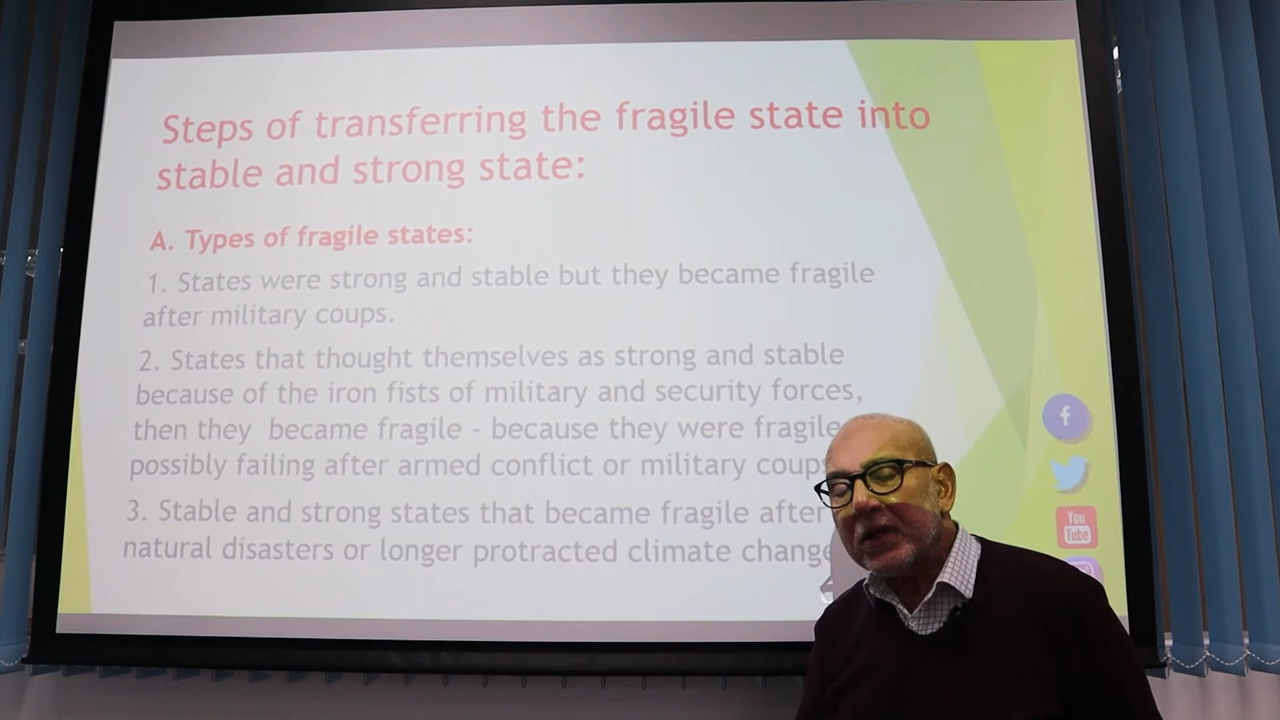 Steps of transferring the fragile state into
stable and strong state:
A. Types of fragile states:
1. States were strong and stable but they became fragile
after military coups.
2. States that thought themselves as strong and stable
because of the iron fists of military and security forces,
then they became fragile - because they were fragile
possibly failing after armed conflict or military coup
3. Stable and strong states that became fragile after
natural disasters or longer protracted climate change
f
You
Tube